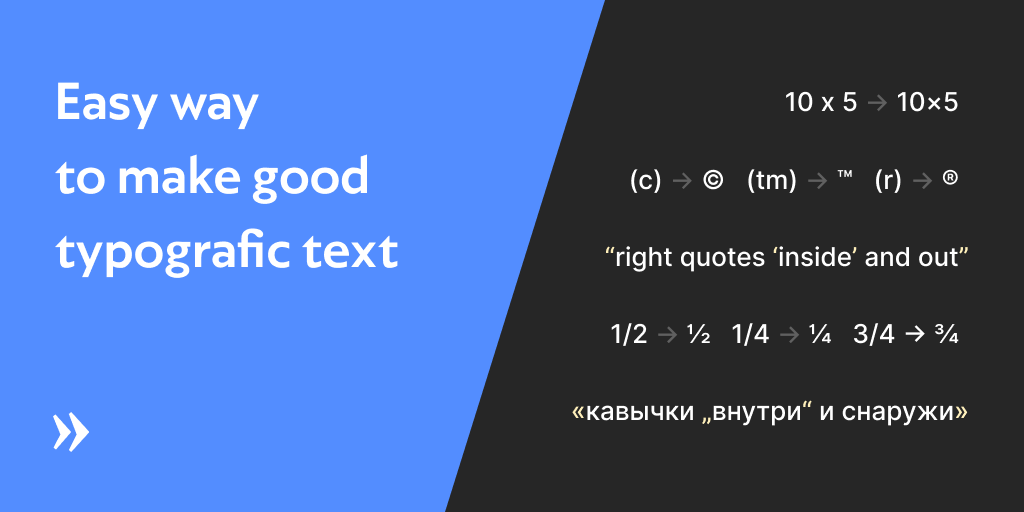 Easy way
to make good
typografic text
»
10 x 5 → 10×5
(c) → © (tm) → ™ (r) → ®
“right quotes ‘inside’ and out”
1/2 → ½ 1/4 → ¼ 3/4 → ¾
«кавычки „внутри“ и снаружи»